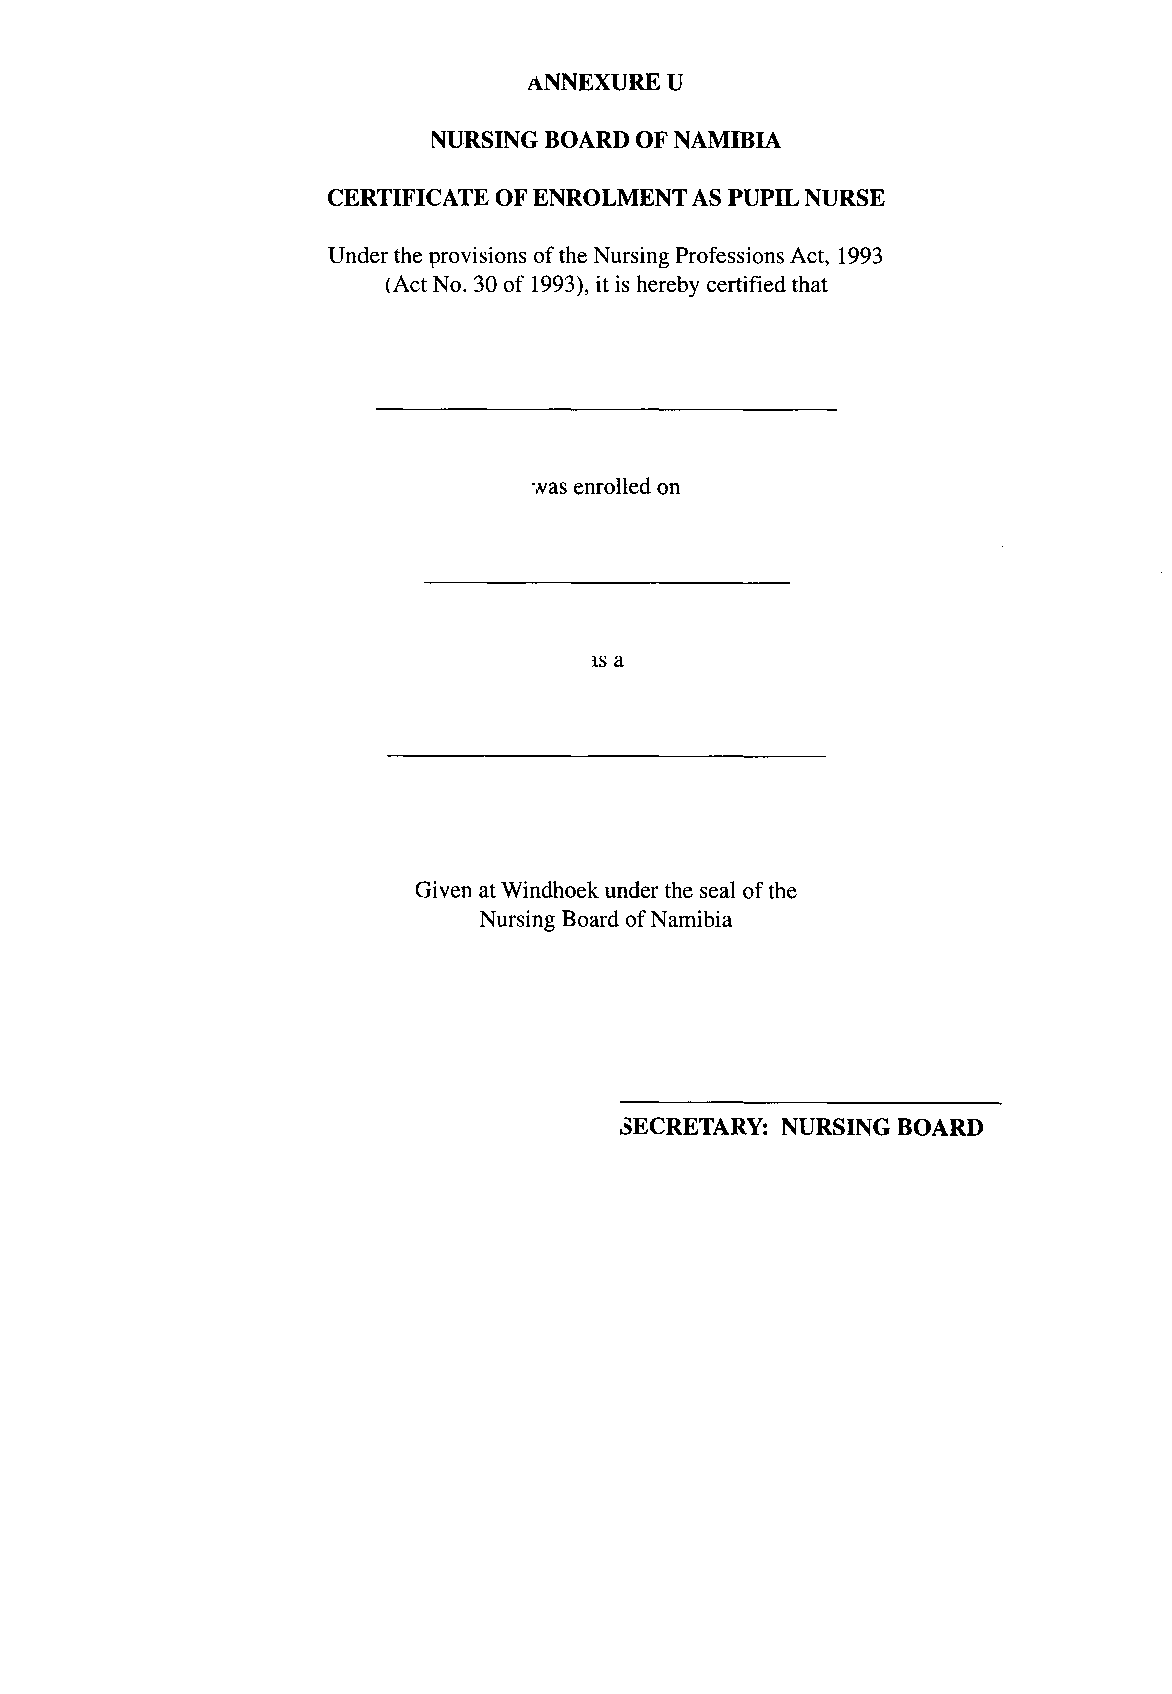 ANNEXURE U
NURSING BOARD OF NAMIBIA
CERTIFICATE OF ENROLMENT AS PUPIL NURSE
Under the provisions of the Nursing Professions Act, 1993
(Act No. 30 of 1993), it is hereby certified that
was enrolled on
as a
Given at Windhoek under the seal of the
Nursing Board of Namibia
SECRETARY: NURSING BOARD